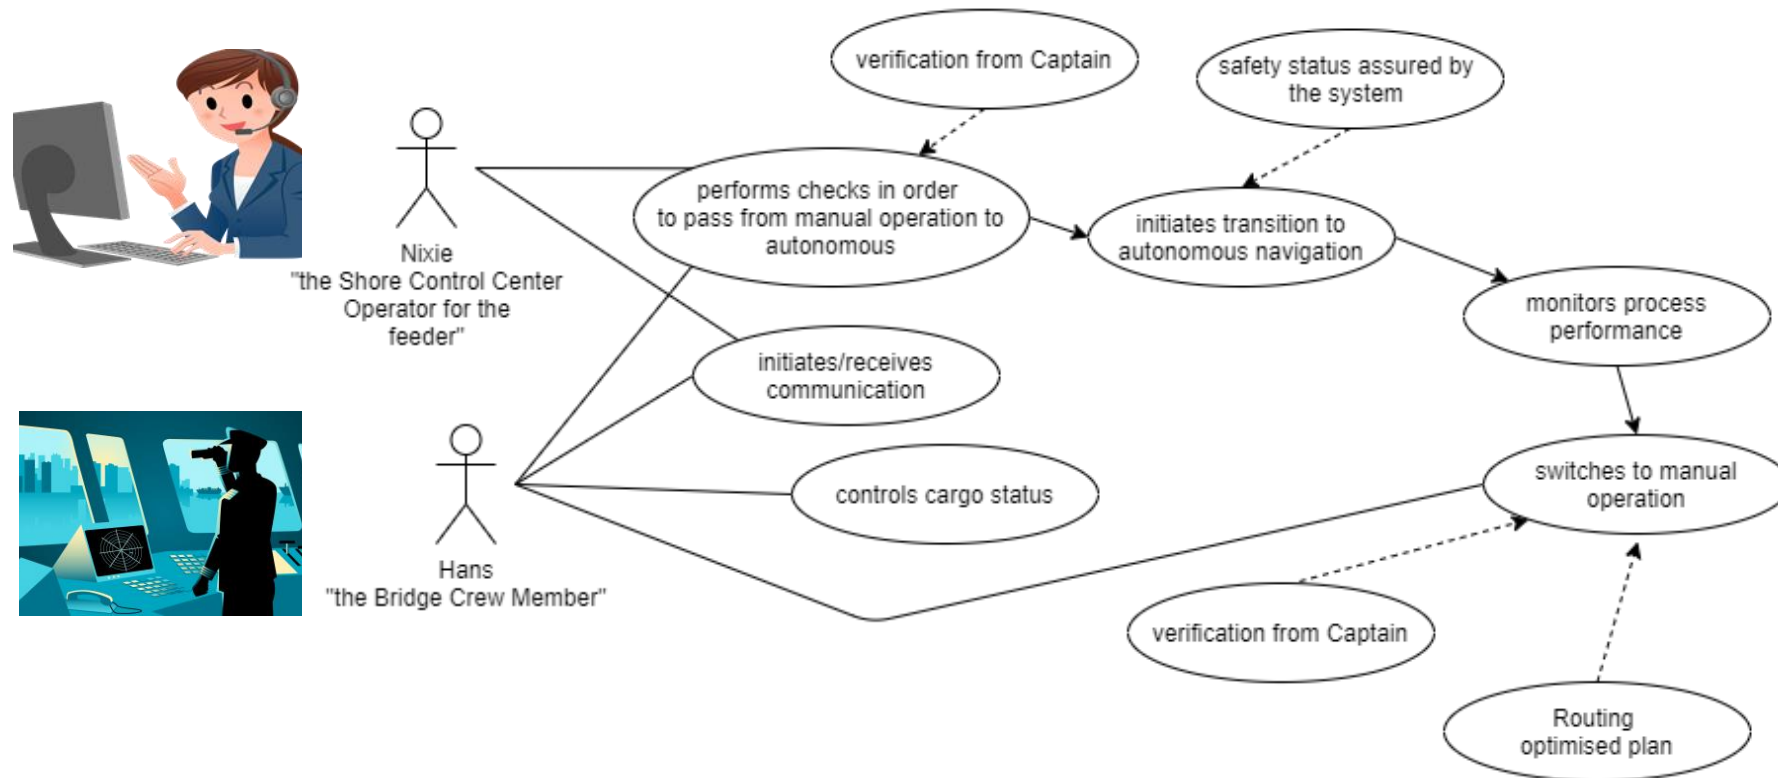 verification from Captain
safety status assured by
the system
performs checks in order
to pass from manual operation to
autonomous
initiates transition to
autonomous navigation
Nixie
"the Shore Control Center
Operator for the
feeder"
monitors process
performance
initiates/receives
communication
controls cargo status
switches to manual
operation
Hans
"the Bridge Crew Member"
verification from Captain
Routing
optimised plan